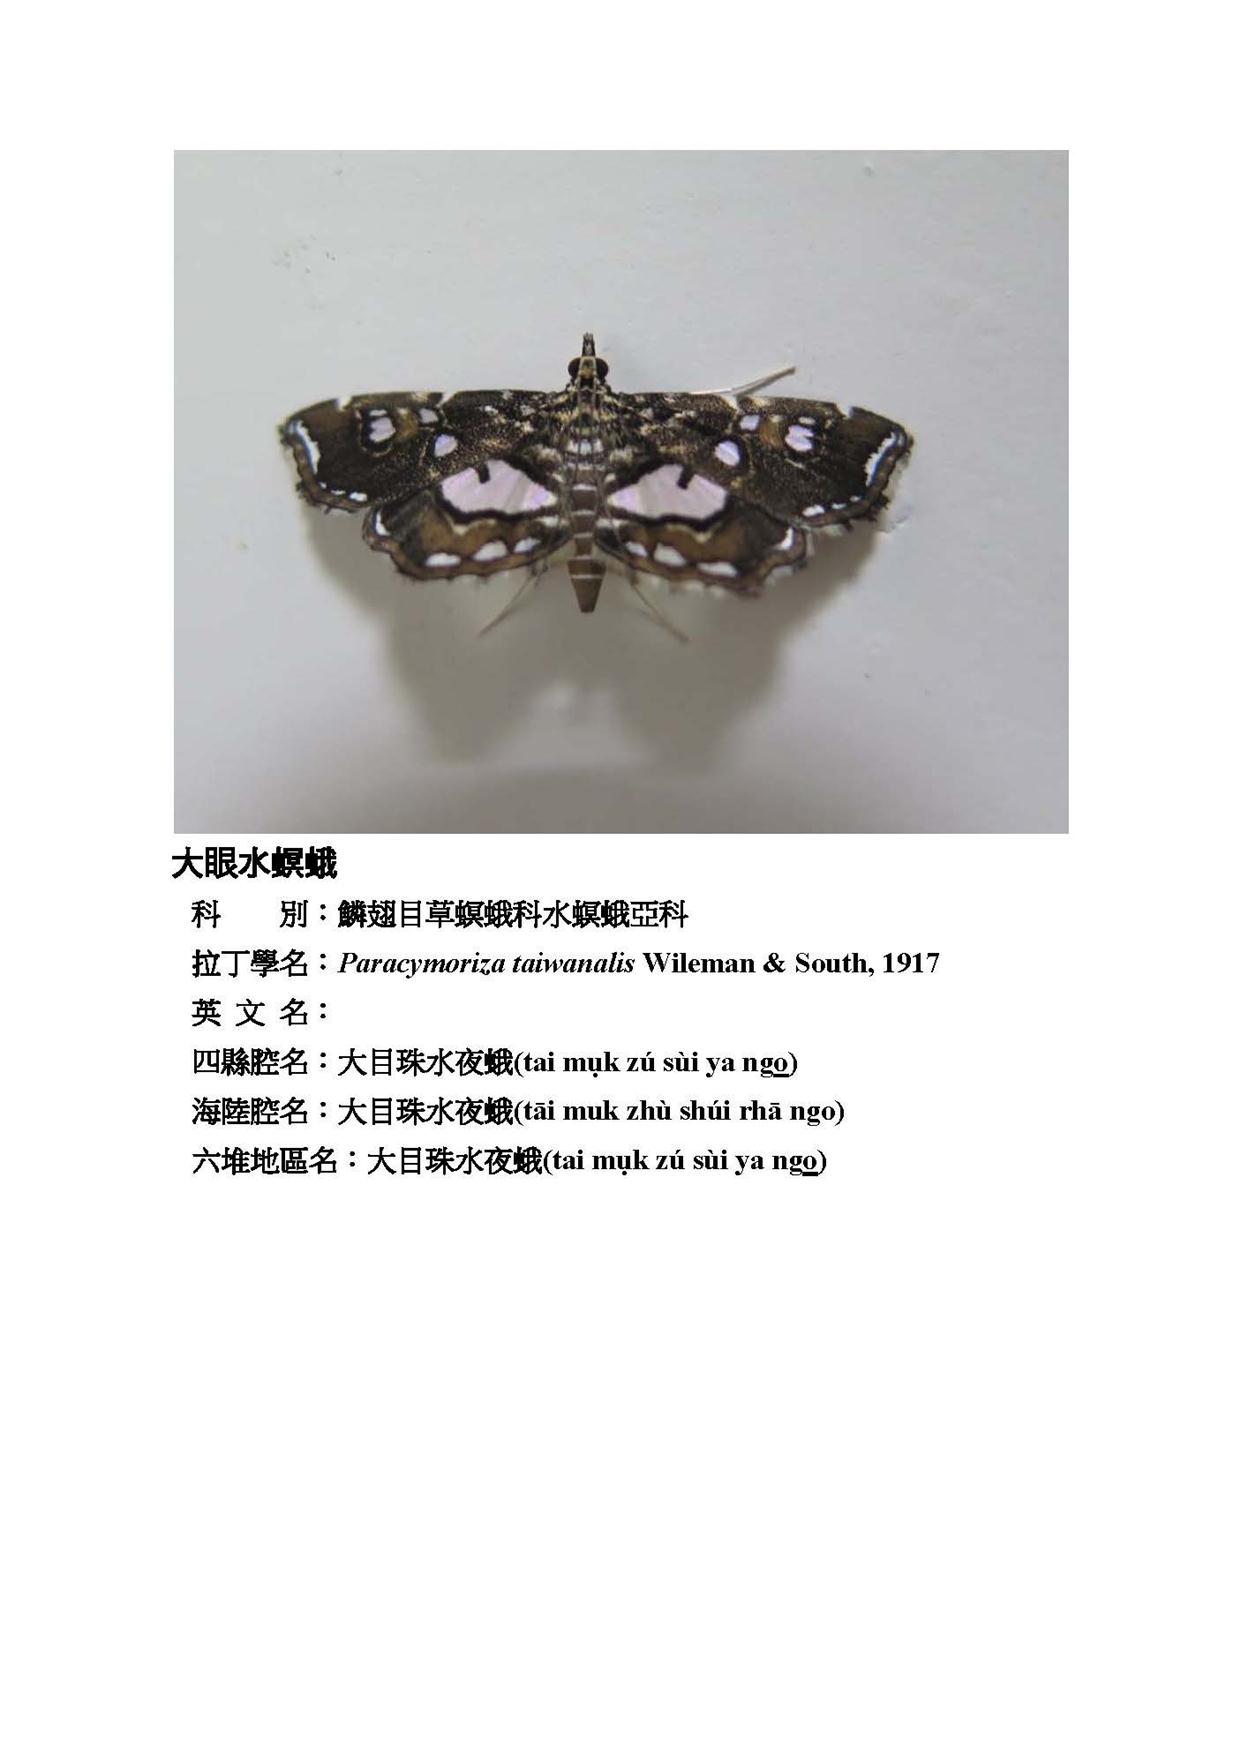 大眼水螟蛾
科　　別：鱗翅目草螟蛾科水螟蛾亞科
拉丁學名：Paracymoriza taiwanalis Wileman & South, 1917
英 文 名：
四縣腔名：大目珠水夜蛾(tai mụk zú sùi ya ngo̲)
海陸腔名：大目珠水夜蛾(tāi muk zhù shúi rhā ngo)
六堆地區名：大目珠水夜蛾(tai mụk zú sùi ya ngo̲)